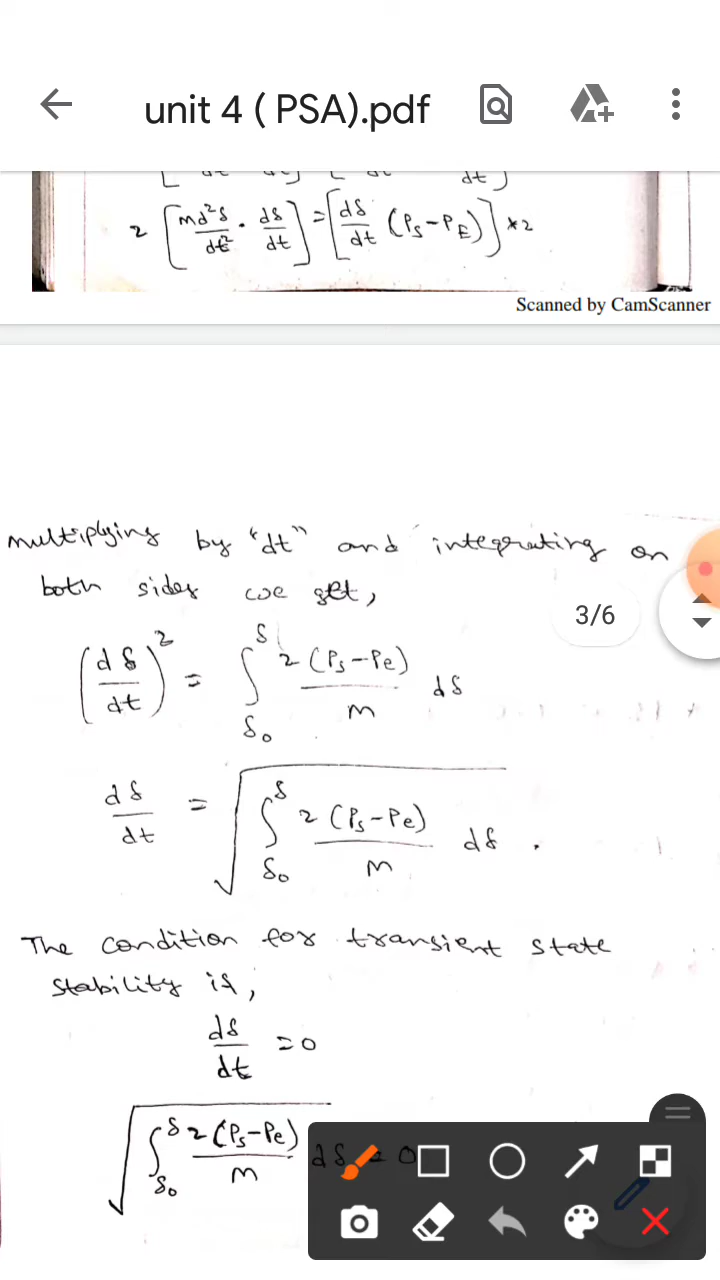 unit 4 ( PSA).pdf
dt
2 [md²δ/dt² · dδ/dt] = [dδ/dt (Ps-PE)] *2
Scanned by CamScanner
multiplying by "dt" and integrating on
both sides we get,
3/6
(dδ/dt)² = ∫δ₀^δ 2(Ps-Pe)/m dδ
dδ/dt = √∫δ₀^δ 2(Ps-Pe)/m dδ .
The condition for transient state
stability is,
dδ/dt =0
√∫δ₀^δ 2(Ps-Pe)/m dδ = 0